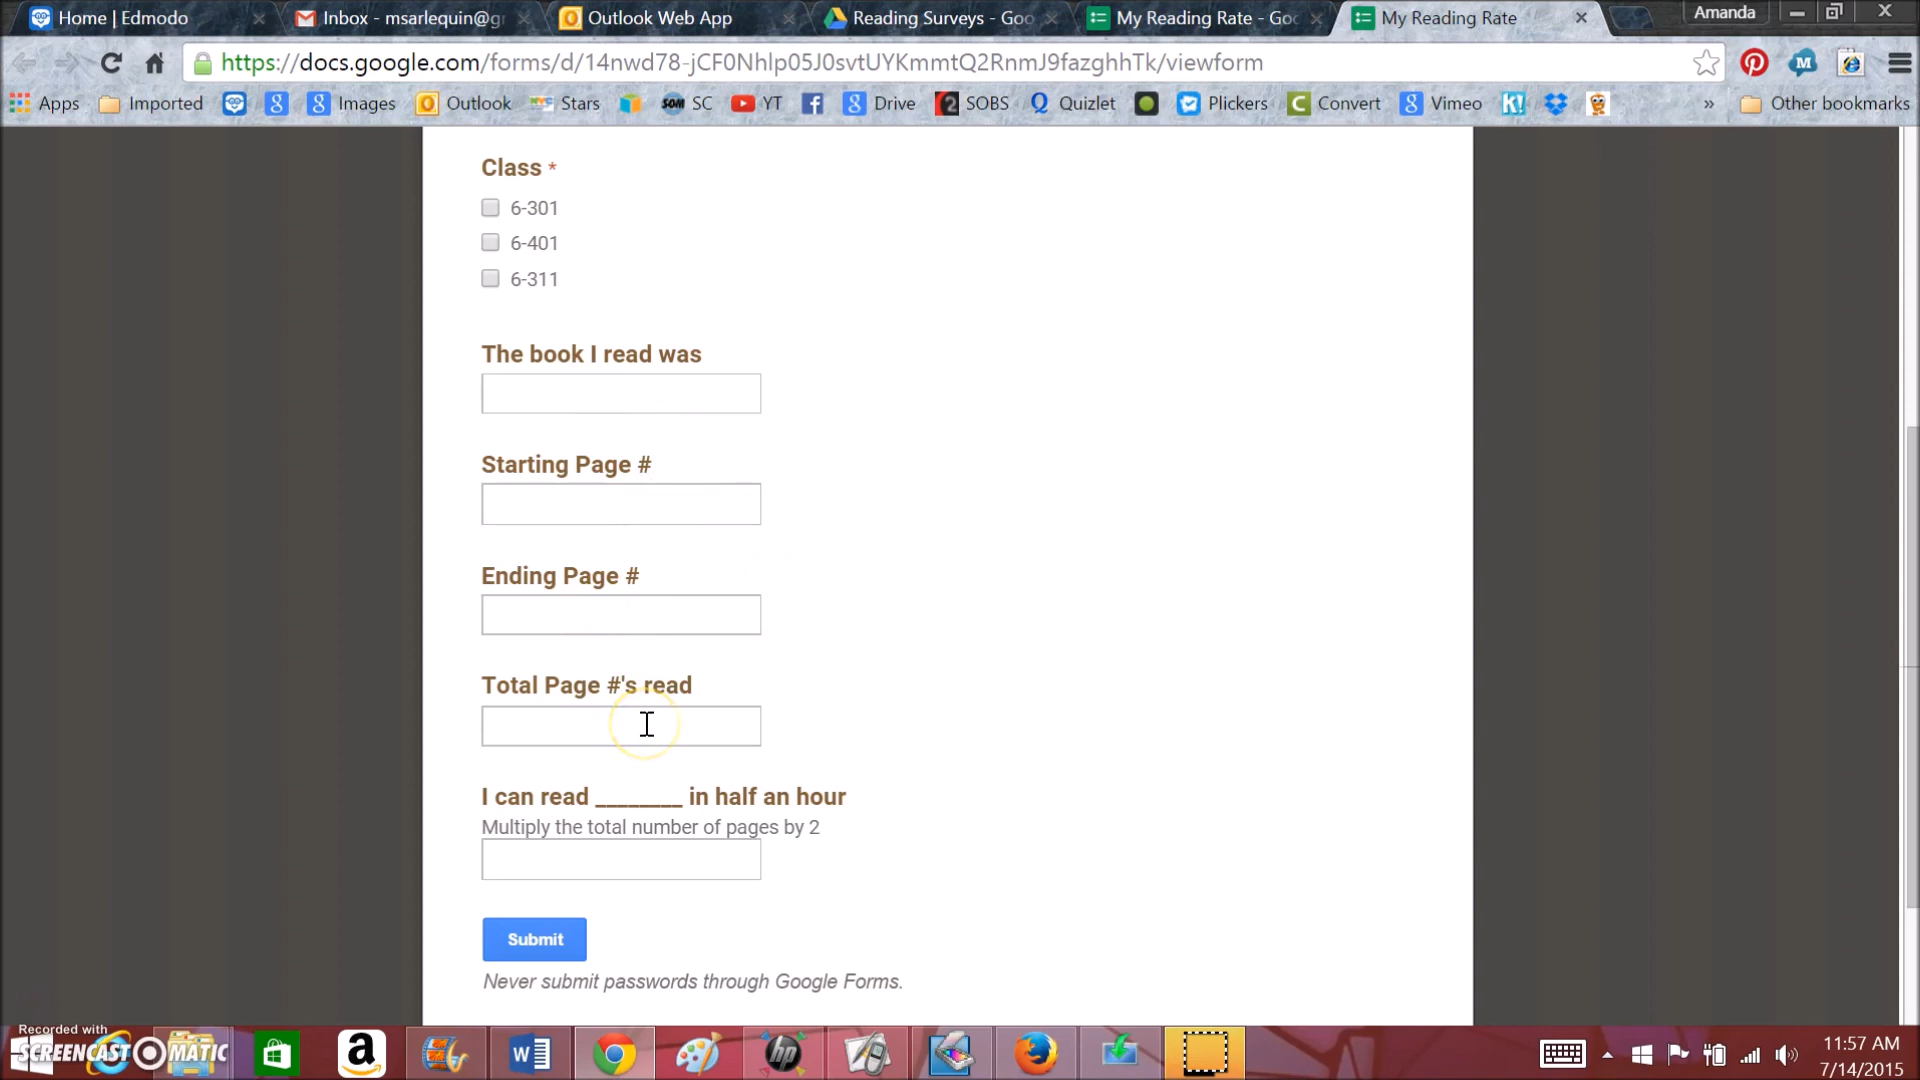 Home | Edmodo
Inbox - msarlequin@gr
Outlook Web App
Reading Surveys - Goo
My Reading Rate - Goo
My Reading Rate
Amanda
https://docs.google.com/forms/d/14nwd78-jCF0Nhlp05J0svtUYKmmtQ2RnmJ9fazghhTk/viewform
Apps
Imported
Images
Outlook
Stars
SC
YT
Drive
SOBS
Quizlet
Plickers
Convert
Vimeo
»
Other bookmarks
Class *
6-301
6-401
6-311
The book I read was
Starting Page #
Ending Page #
Total Page #'s read
I can read ________ in half an hour
Multiply the total number of pages by 2
Submit
Never submit passwords through Google Forms.
Recorded with
SCREENCAST MATIC
11:57 AM
7/14/2015